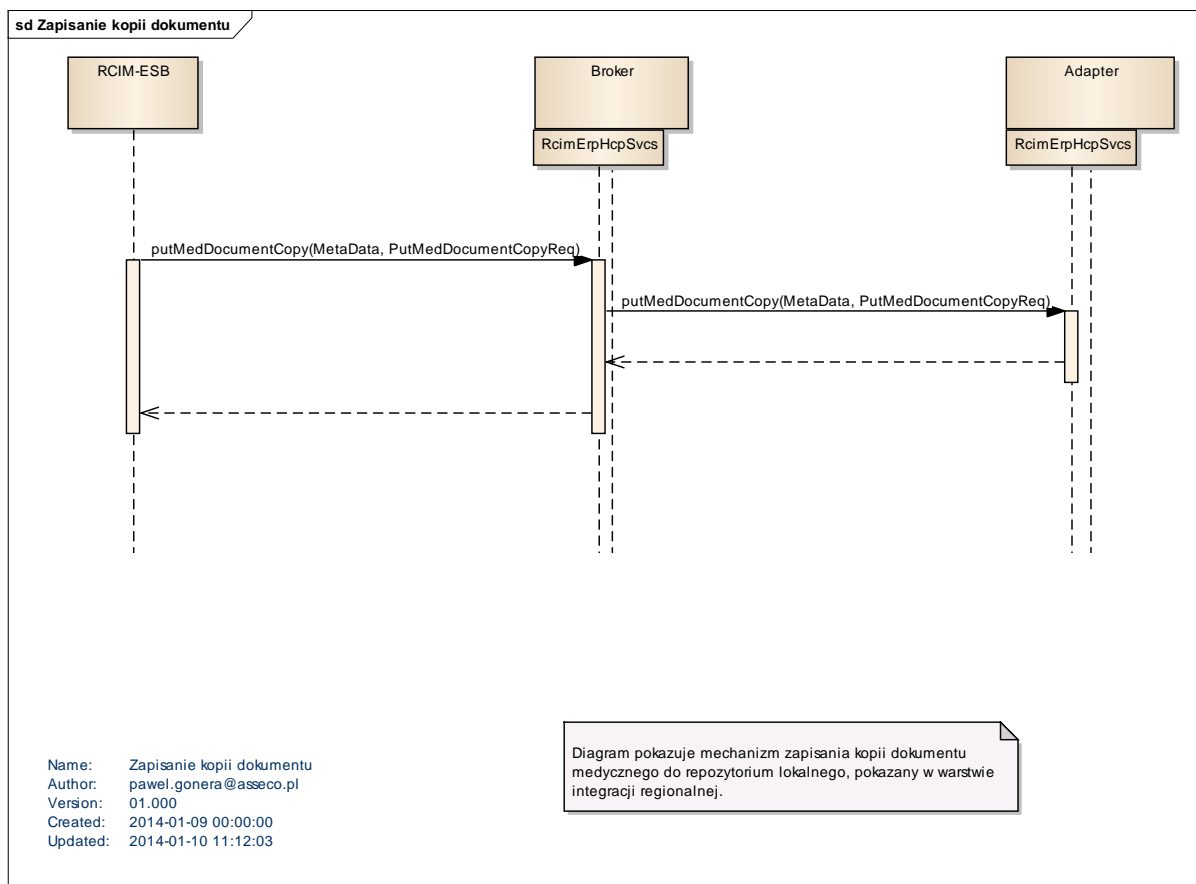 sd Zapisanie kopii dokumentu
RCIM-ESB
Broker
Adapter
RcimErpHcpSvcs
RcimErpHcpSvcs
putMedDocumentCopy(MetaData, PutMedDocumentCopyReq)
putMedDocumentCopy(MetaData, PutMedDocumentCopyReq)
Diagram pokazuje mechanizm zapisania kopii dokumentu
medycznego do repozytorium lokalnego, pokazany w warstwie
integracji regionalnej.
Name: Zapisanie kopii dokumentu
Author: pawel.gonera@asseco.pl
Version: 01.000
Created: 2014-01-09 00:00:00
Updated: 2014-01-10 11:12:03